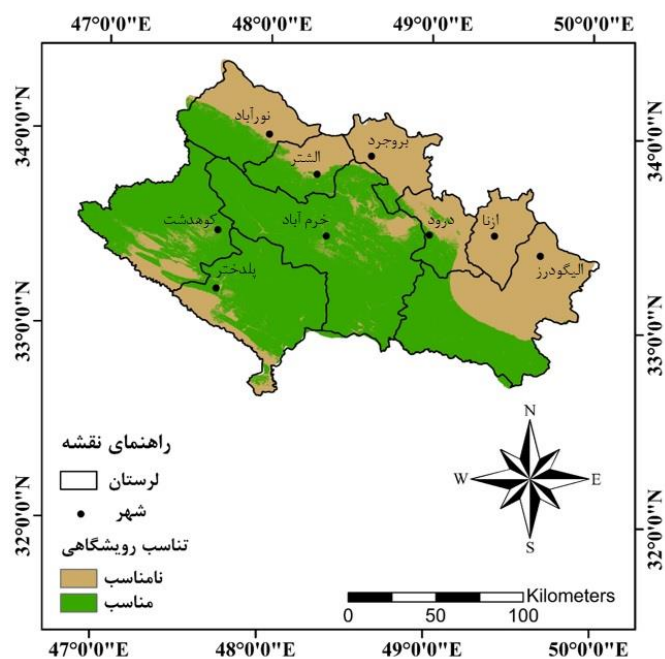 47°0'0"E 48°0'0"E 49°0'0"E 50°0'0"E
34°0'0"N
33°0'0"N
32°0'0"N
34°0'0"N
33°0'0"N
32°0'0"N
نورآباد
بروجرد
الشتر
کوهدشت
خرم آباد
درود
ازنا
الیگودرز
پلدختر
راهنمای نقشه
لرستان
شهر
تناسب رویشگاهی
نامناسب
مناسب
N
W E
S
Kilometers
0 50 100
47°0'0"E 48°0'0"E 49°0'0"E 50°0'0"E